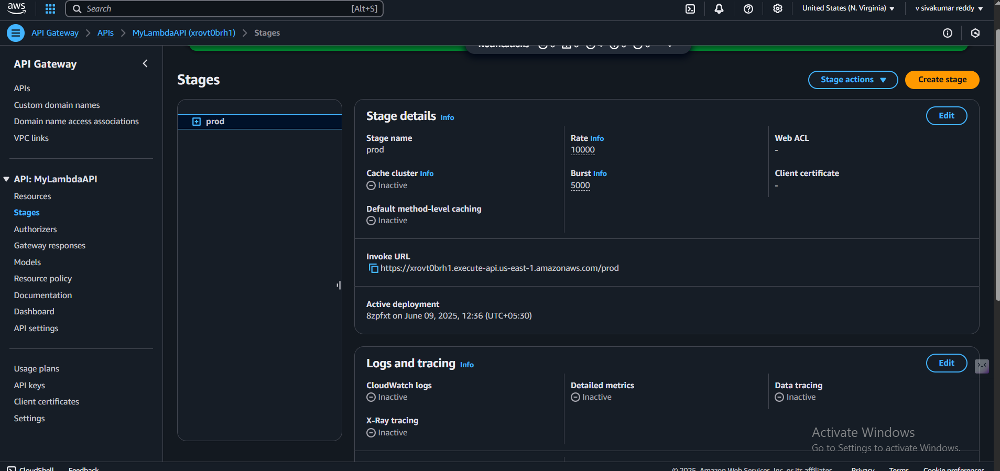 aws
Search [Alt+S]
United States (N. Virginia)
v sivakumar reddy
API Gateway
APIs
MyLambdaAPI (xrovt0brh1)
Stages
API Gateway
APIs
Custom domain names
Domain name access associations
VPC links
API: MyLambdaAPI
Resources
Stages
Authorizers
Gateway responses
Models
Resource policy
Documentation
Dashboard
API settings
Usage plans
API keys
Client certificates
Settings
Notifications
Stages
Stage actions
Create stage
prod
Stage details Info
Edit
Stage name
prod
Rate Info
10000
Web ACL
-
Cache cluster Info
Inactive
Burst Info
5000
Client certificate
-
Default method-level caching
Inactive
Invoke URL
https://xrovt0brh1.execute-api.us-east-1.amazonaws.com/prod
Active deployment
8zpfxt on June 09, 2025, 12:36 (UTC+05:30)
Logs and tracing Info
Edit
CloudWatch logs
Inactive
Detailed metrics
Inactive
Data tracing
Inactive
X-Ray tracing
Inactive
Activate Windows
Go to Settings to activate Windows.
CloudShell
Feedback
© 2025, Amazon Web Services, Inc. or its affiliates.
Privacy
Terms
Cookie preferences